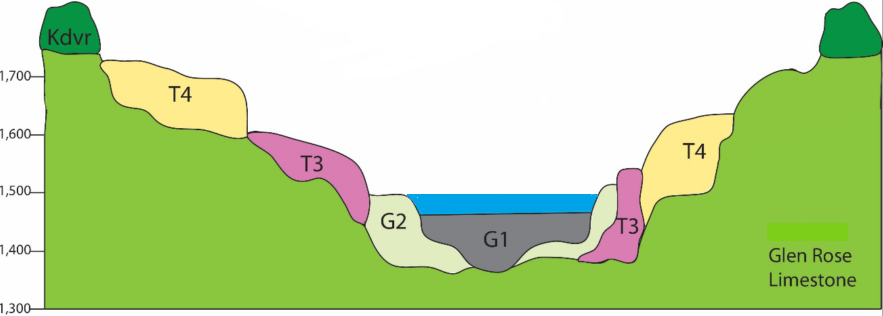 Kdvr
1,700
T4
1,600
T3
T4
1,500
G2
T3
G1
1,400
Glen Rose
Limestone
1,300